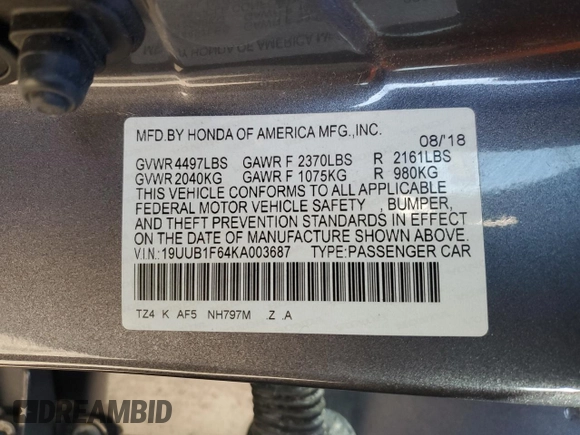 MFD.BY HONDA OF AMERICA MFG.,INC.
08/'18
GVWR 4497LBS GAWR F 2370LBS R 2161LBS
GVWR 2040KG GAWR F 1075KG R 980KG
THIS VEHICLE CONFORMS TO ALL APPLICABLE
FEDERAL MOTOR VEHICLE SAFETY , BUMPER,
AND THEFT PREVENTION STANDARDS IN EFFECT
ON THE DATE OF MANUFACTURE SHOWN ABOVE.
V.I.N.:19UUB1F64KA003687 TYPE:PASSENGER CAR
TZ4 K AF5 NH797M .Z .A
DREAMBID